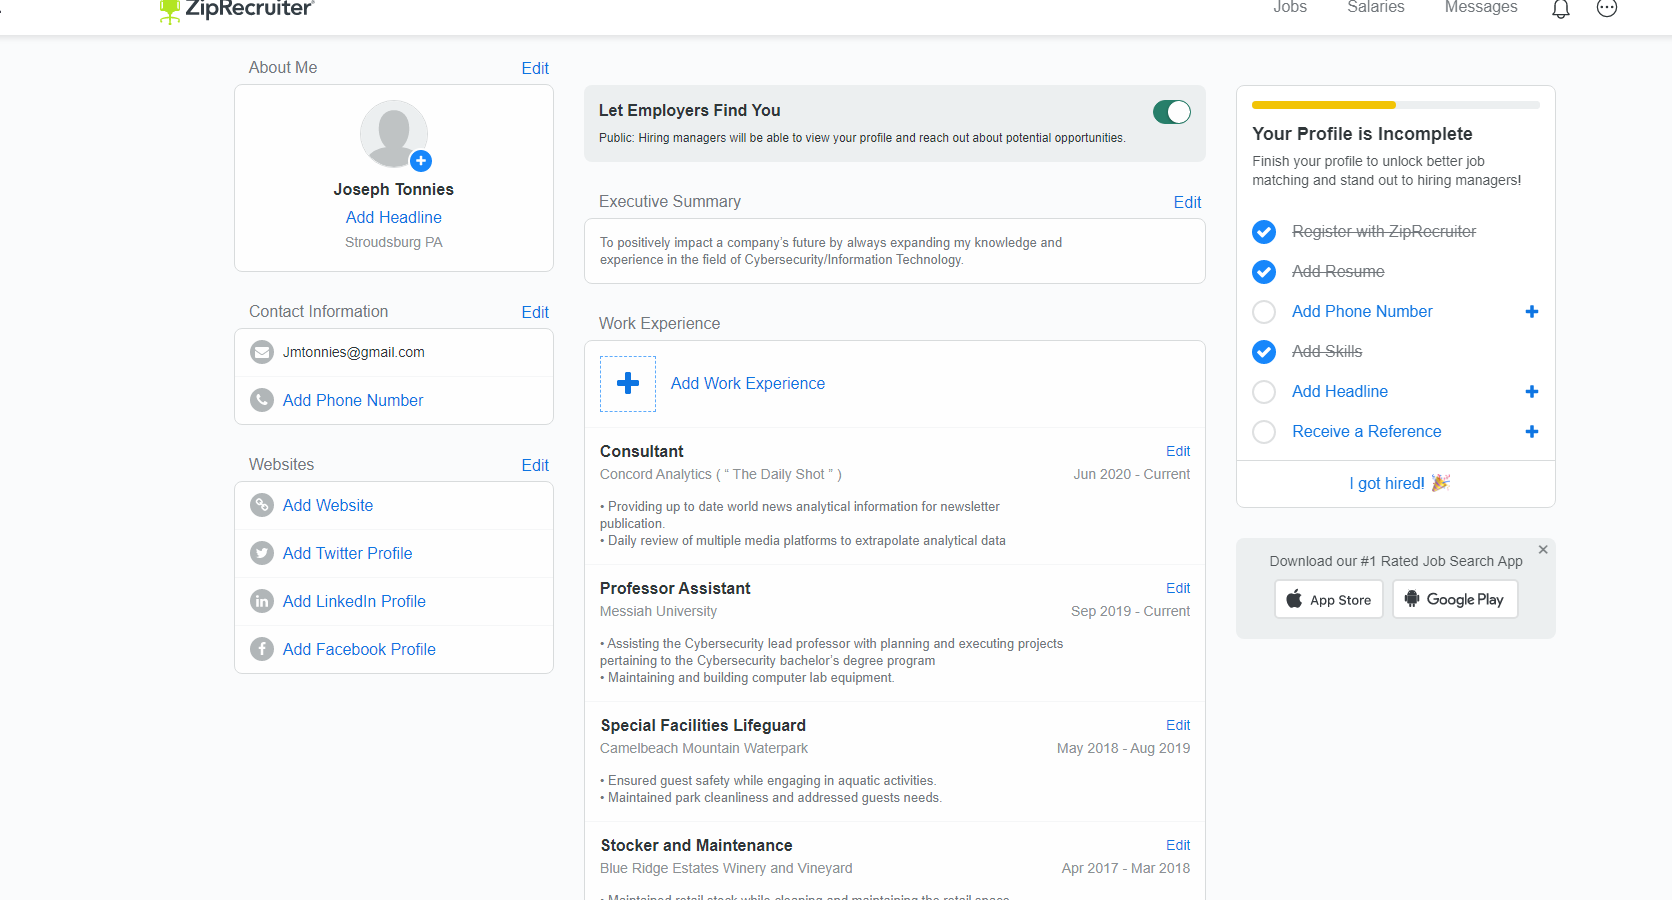 ZipRecruiter
Jobs Salaries Messages
About Me Edit
Joseph Tonnies
Add Headline
Stroudsburg PA
Contact Information Edit
Jmtonnies@gmail.com
Add Phone Number
Websites Edit
Add Website
Add Twitter Profile
Add LinkedIn Profile
Add Facebook Profile
Let Employers Find You
Public: Hiring managers will be able to view your profile and reach out about potential opportunities.
Executive Summary Edit
To positively impact a company's future by always expanding my knowledge and
experience in the field of Cybersecurity/Information Technology.
Work Experience
Add Work Experience
Consultant Edit
Concord Analytics ( “ The Daily Shot ” ) Jun 2020 - Current
• Providing up to date world news analytical information for newsletter
publication.
• Daily review of multiple media platforms to extrapolate analytical data
Professor Assistant Edit
Messiah University Sep 2019 - Current
• Assisting the Cybersecurity lead professor with planning and executing projects
pertaining to the Cybersecurity bachelor's degree program
• Maintaining and building computer lab equipment.
Special Facilities Lifeguard Edit
Camelbeach Mountain Waterpark May 2018 - Aug 2019
• Ensured guest safety while engaging in aquatic activities.
• Maintained park cleanliness and addressed guests needs.
Stocker and Maintenance Edit
Blue Ridge Estates Winery and Vineyard Apr 2017 - Mar 2018
• Maintained retail stock while cleaning and maintaining the retail space
Your Profile is Incomplete
Finish your profile to unlock better job
matching and stand out to hiring managers!
Register with ZipRecruiter
Add Resume
Add Phone Number
Add Skills
Add Headline
Receive a Reference
I got hired! 🎉
Download our #1 Rated Job Search App
App Store Google Play